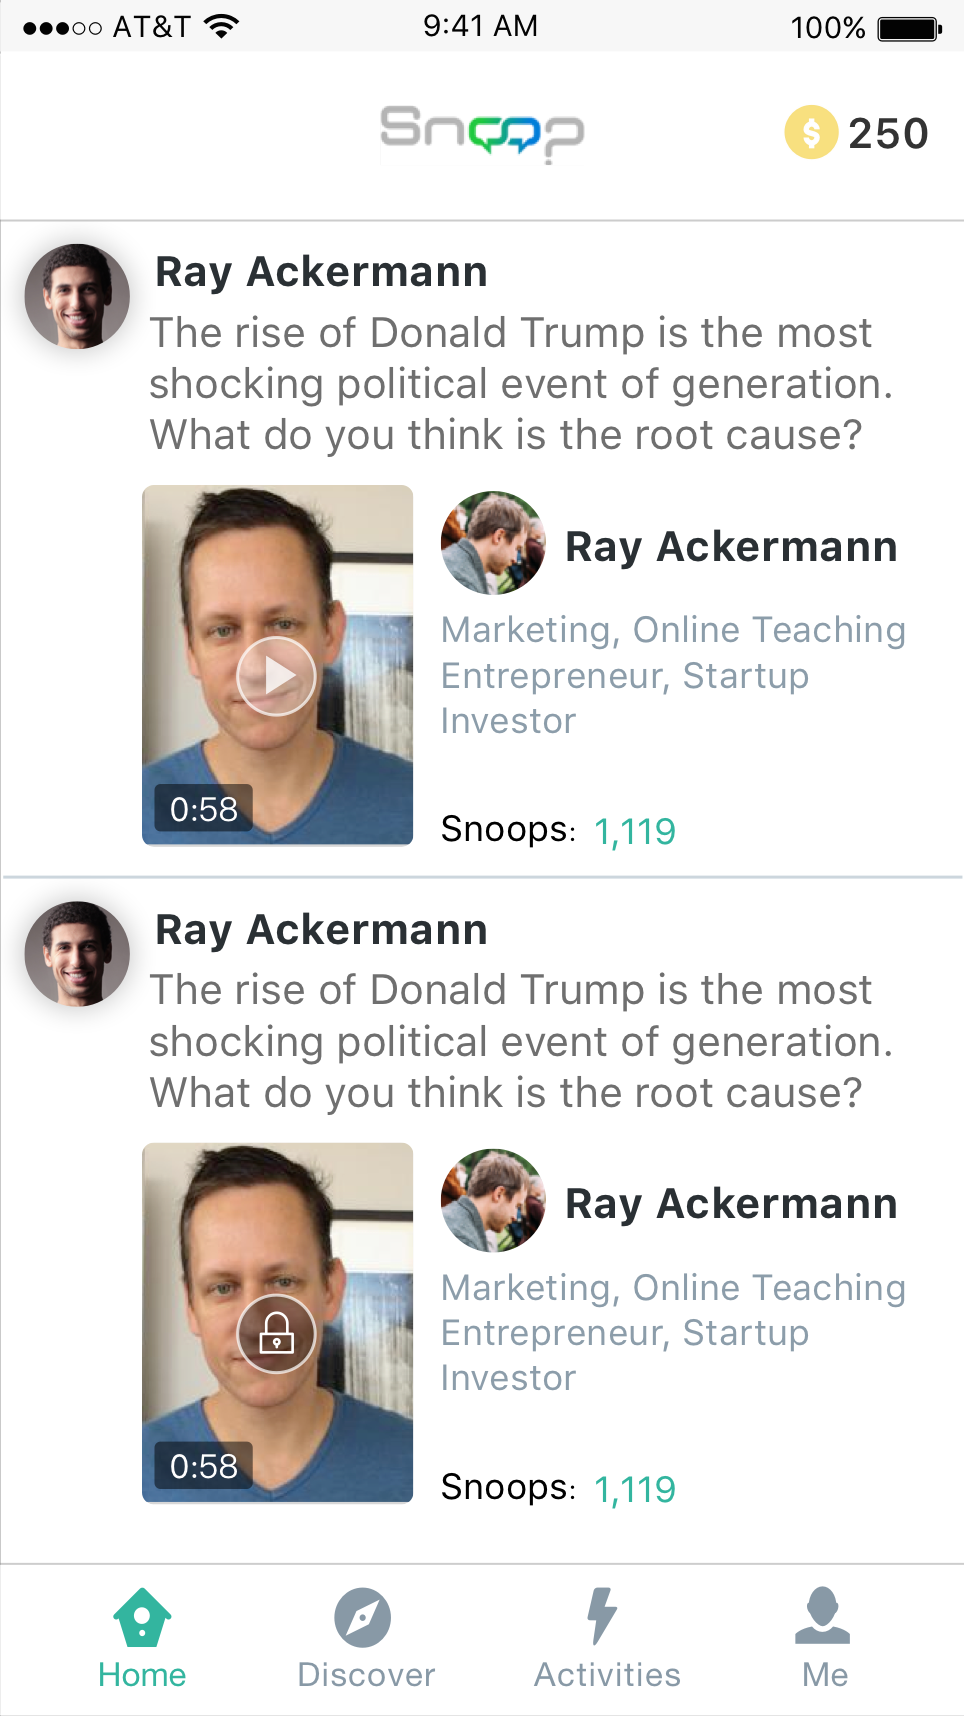 AT&T 9:41 AM 100%
Snoop
250
Ray Ackermann
The rise of Donald Trump is the most
shocking political event of generation.
What do you think is the root cause?
Ray Ackermann
Marketing, Online Teaching
Entrepreneur, Startup
Investor
0:58
Snoops: 1,119
Ray Ackermann
The rise of Donald Trump is the most
shocking political event of generation.
What do you think is the root cause?
Ray Ackermann
Marketing, Online Teaching
Entrepreneur, Startup
Investor
0:58
Snoops: 1,119
Home Discover Activities Me